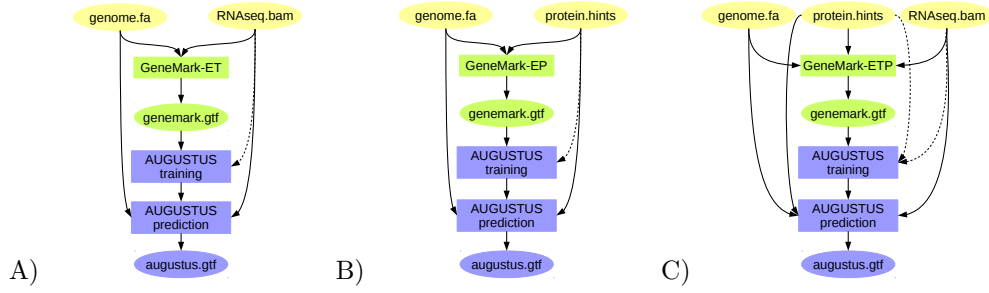 genome.fa
RNAseq.bam
GeneMark-ET
genemark.gtf
AUGUSTUS
training
AUGUSTUS
prediction
augustus.gtf
A)
genome.fa
protein.hints
GeneMark-EP
genemark.gtf
AUGUSTUS
training
AUGUSTUS
prediction
augustus.gtf
B)
genome.fa
protein.hints
RNAseq.bam
GeneMark-ETP
genemark.gtf
AUGUSTUS
training
AUGUSTUS
prediction
augustus.gtf
C)